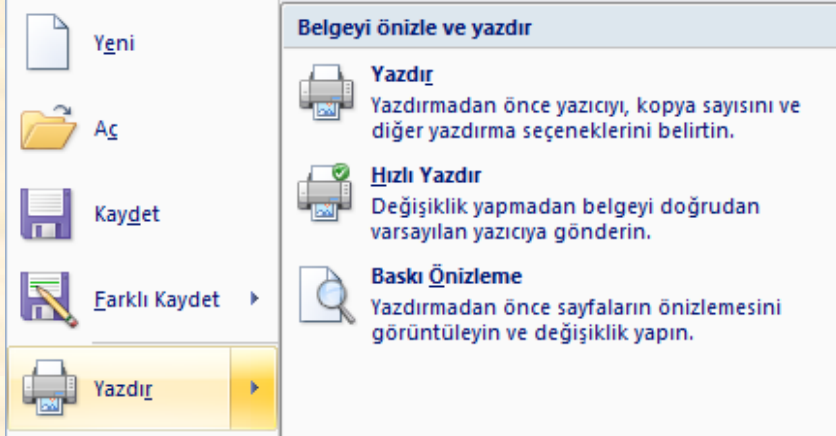 Yeni
Aç
Kaydet
Farklı Kaydet
Yazdır
Belgeyi önizle ve yazdır
Yazdır
Yazdırmadan önce yazıcıyı, kopya sayısını ve
diğer yazdırma seçeneklerini belirtin.
Hızlı Yazdır
Değişiklik yapmadan belgeyi doğrudan
varsayılan yazıcıya gönderin.
Baskı Önizleme
Yazdırmadan önce sayfaların önizlemesini
görüntüleyin ve değişiklik yapın.